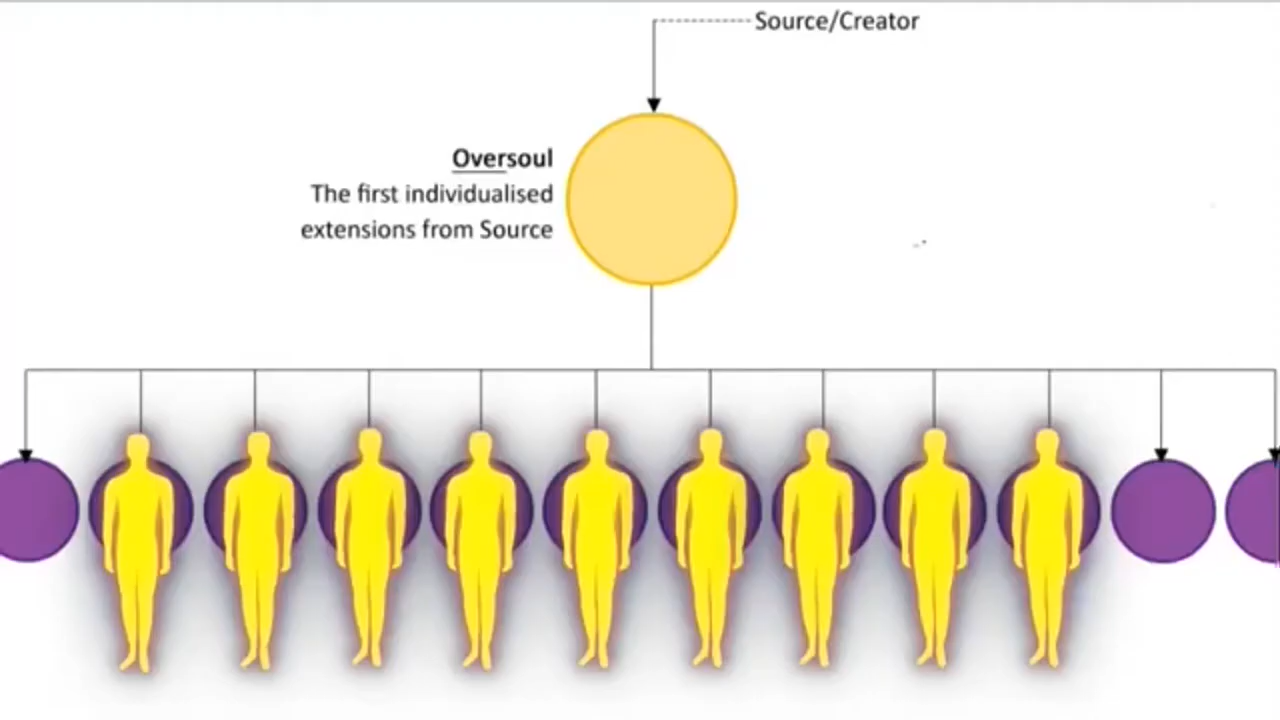 Source/Creator
Oversoul
The first individualised
extensions from Source